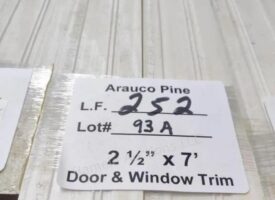 Arauco Pine
L.F. 252
Lot# 93 A
2 ½” x 7’
Door & Window Trim